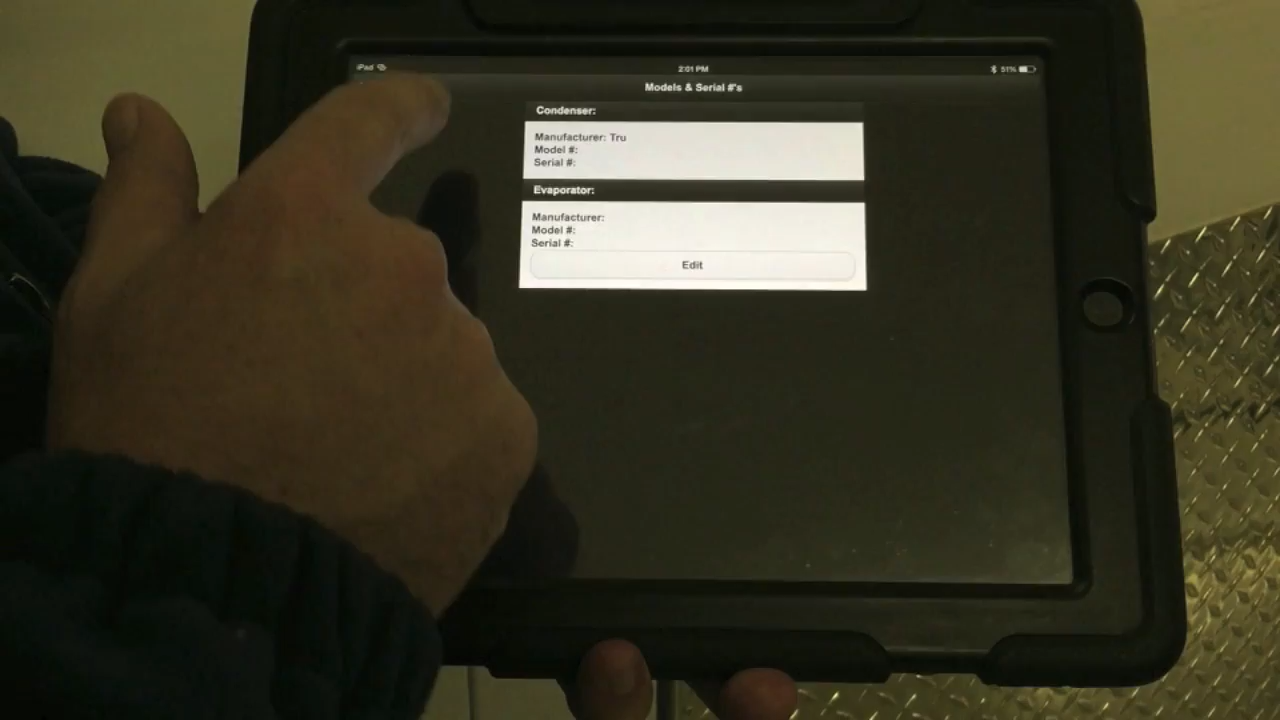 iPad
2:01 PM
51%
Models & Serial #'s
Condenser:
Manufacturer: Tru
Model #:
Serial #:
Evaporator:
Manufacturer:
Model #:
Serial #:
Edit